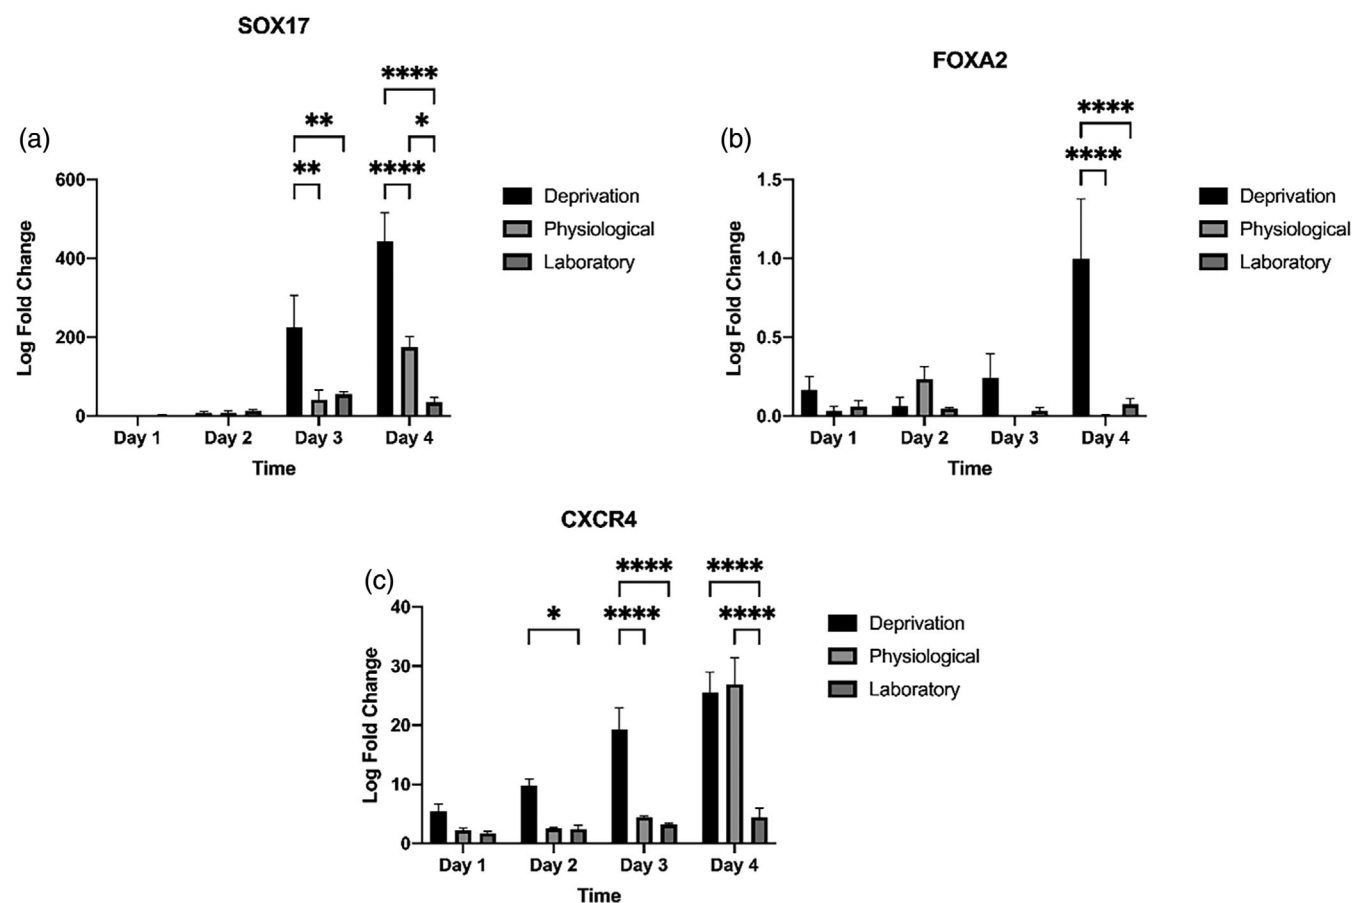 SOX17
(a)
****
** *
** ****
600
400
200
0
Log Fold Change
Day 1 Day 2 Day 3 Day 4
Time
Deprivation
Physiological
Laboratory
FOXA2
(b)
****
****
1.5
1.0
0.5
0.0
Log Fold Change
Day 1 Day 2 Day 3 Day 4
Time
Deprivation
Physiological
Laboratory
CXCR4
(c)
**** ****
* **** ****
40
30
20
10
0
Log Fold Change
Day 1 Day 2 Day 3 Day 4
Time
Deprivation
Physiological
Laboratory